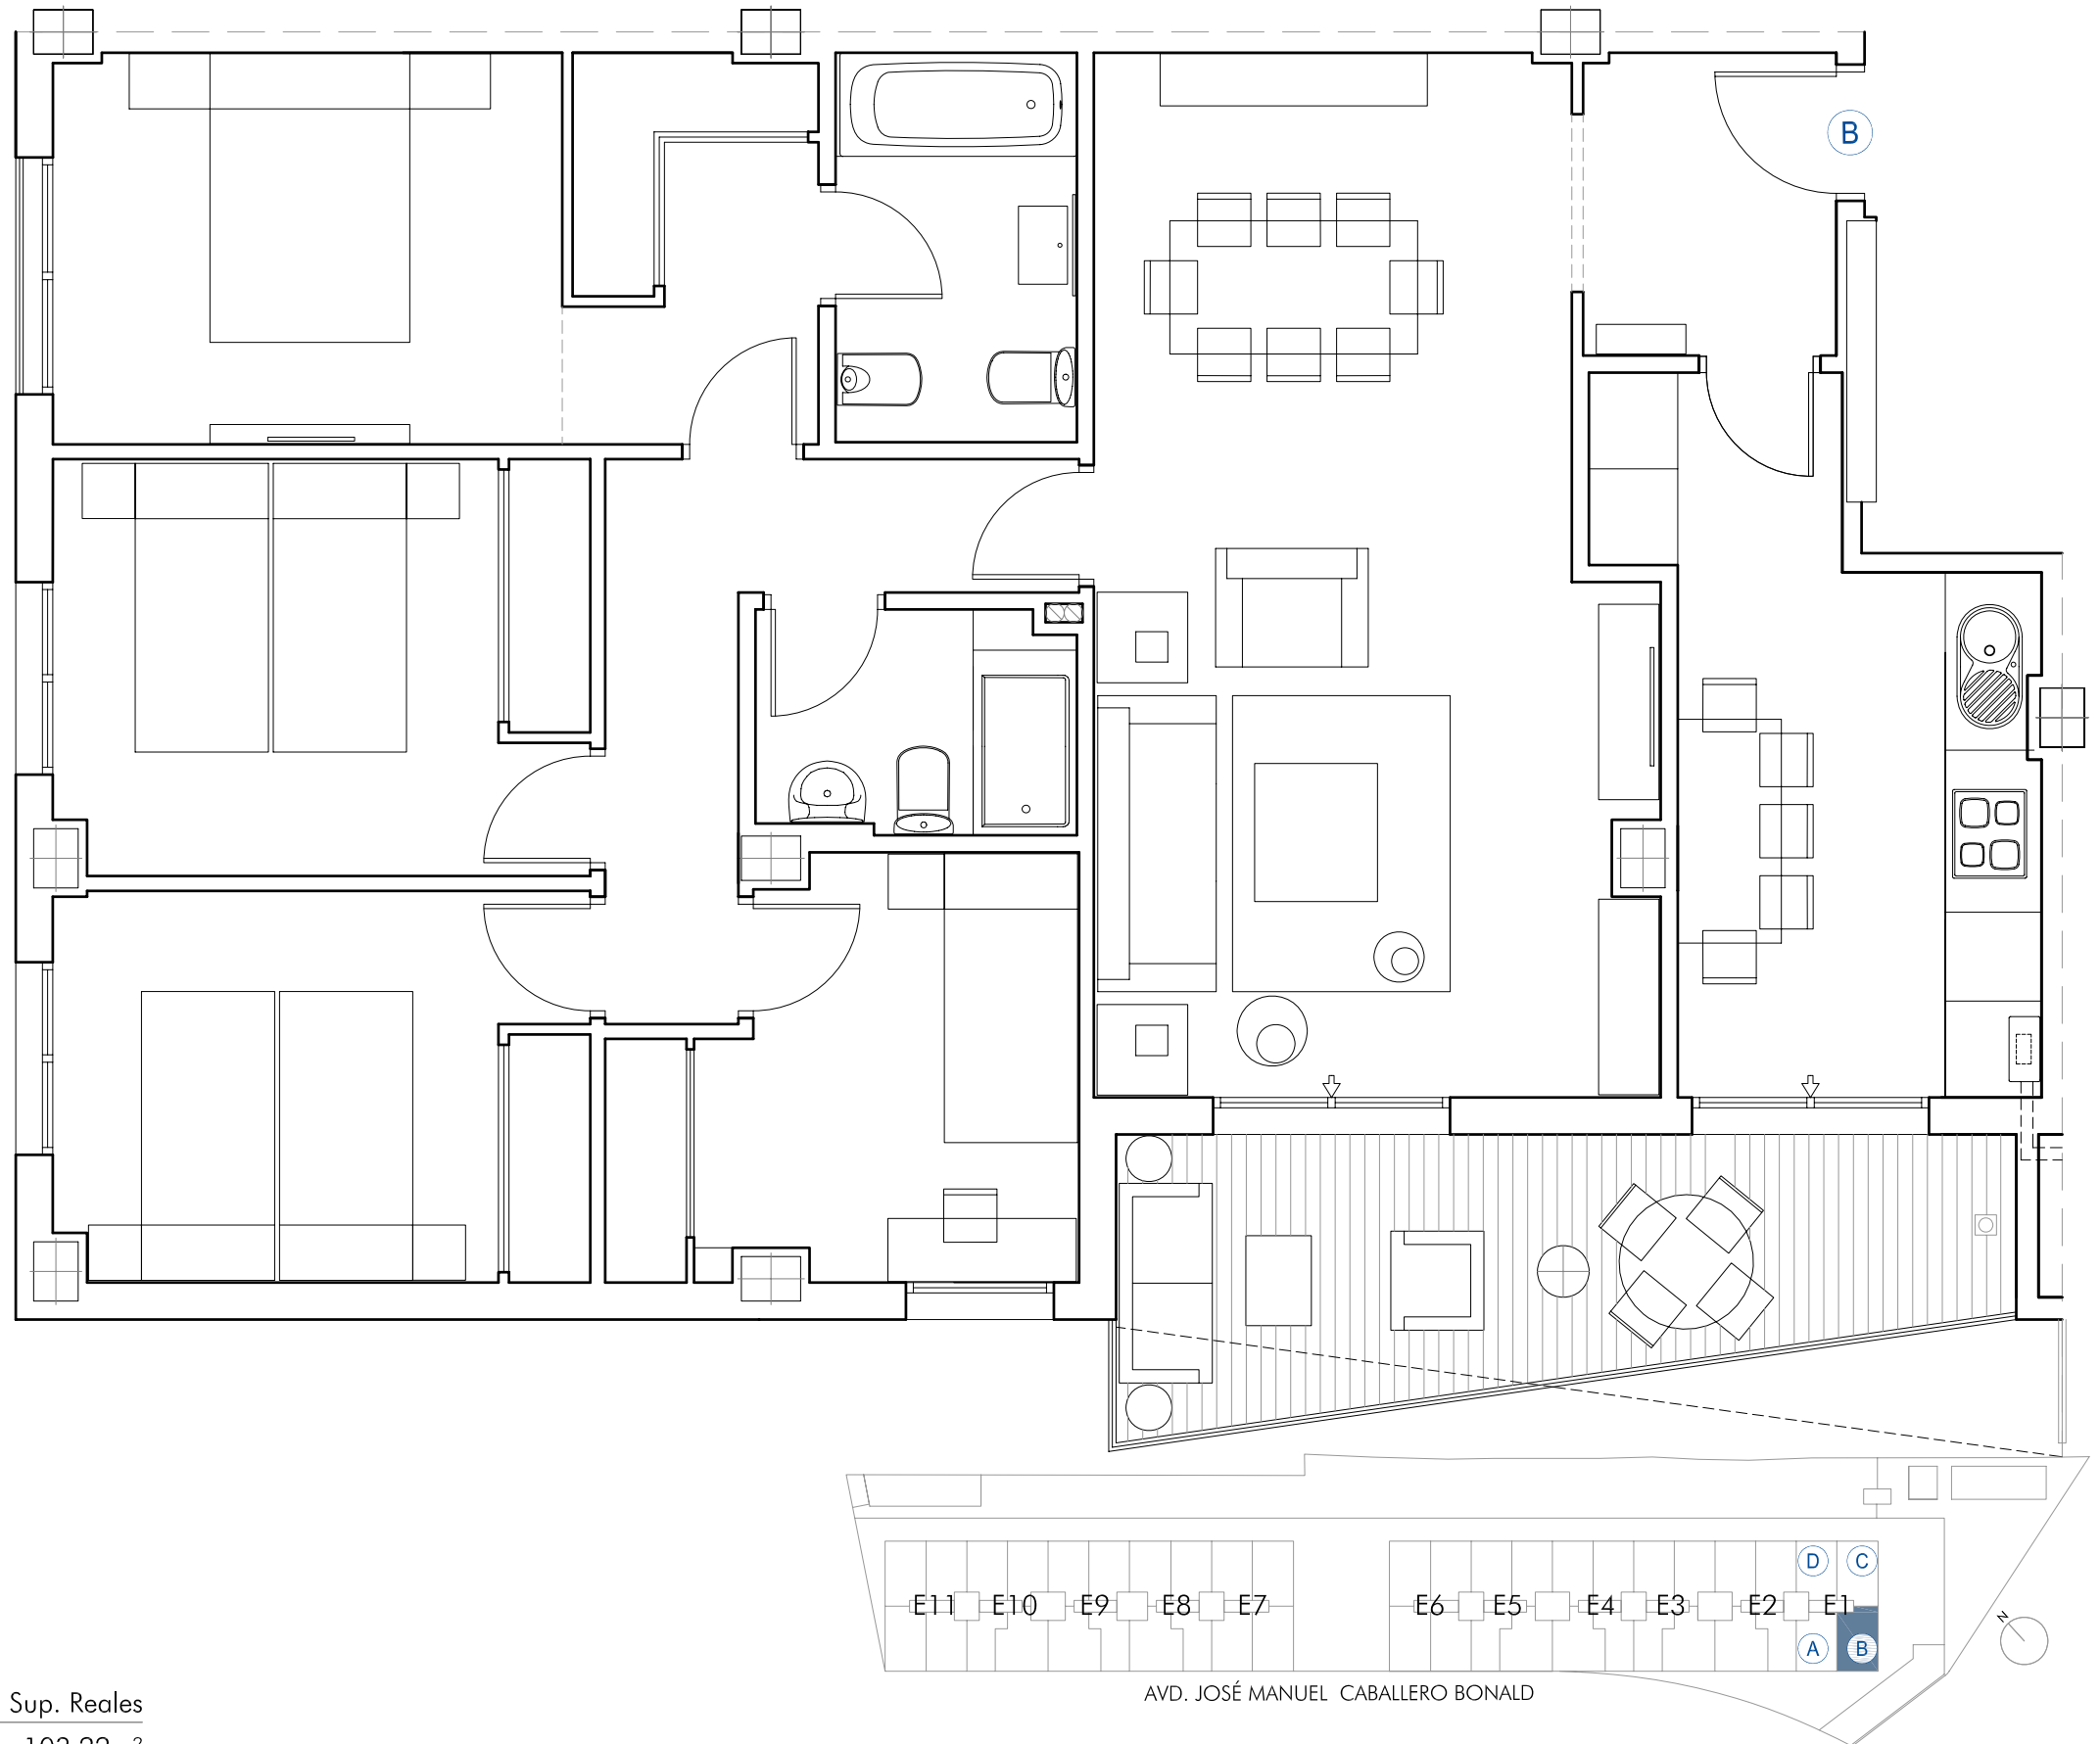 B
D C
E11 E10 E9 E8 E7 E6 E5 E4 E3 E2 E1
N
A B
AVD. JOSÉ MANUEL CABALLERO BONALD
Sup. Reales